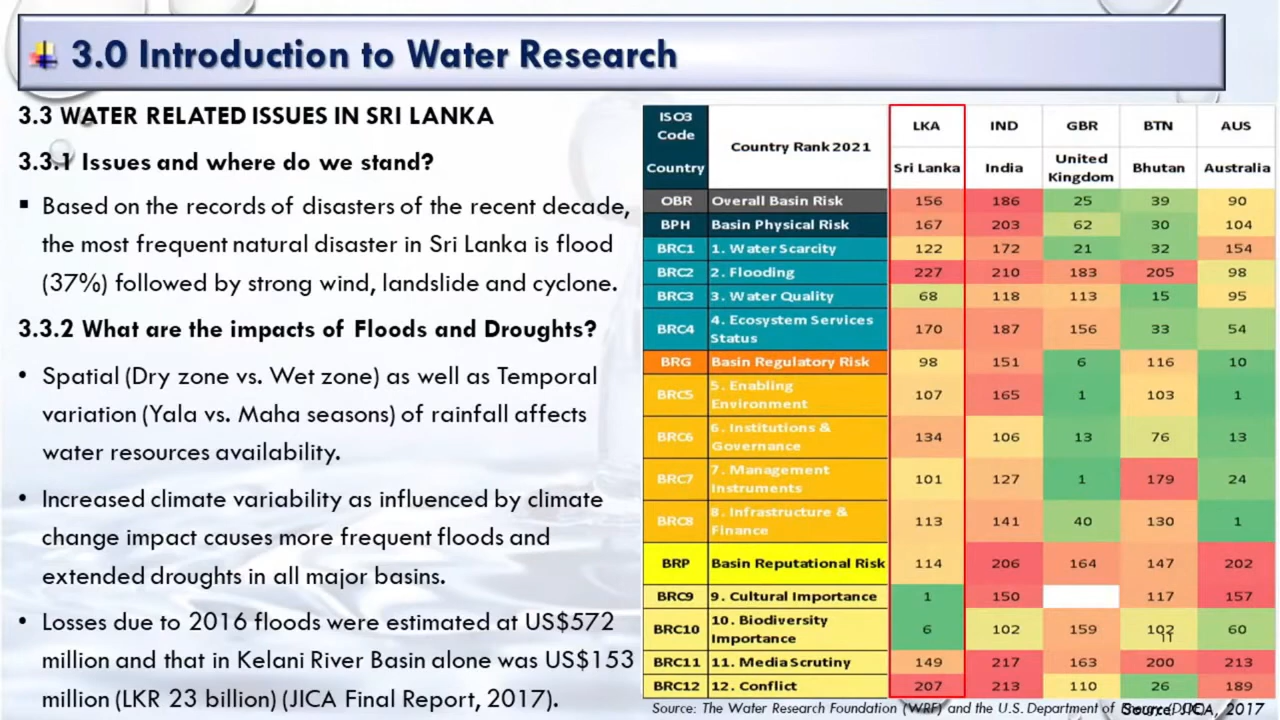 3.0 Introduction to Water Research
3.3 WATER RELATED ISSUES IN SRI LANKA
3.3.1 Issues and where do we stand?
▪ Based on the records of disasters of the recent decade,
the most frequent natural disaster in Sri Lanka is flood
(37%) followed by strong wind, landslide and cyclone.
3.3.2 What are the impacts of Floods and Droughts?
• Spatial (Dry zone vs. Wet zone) as well as Temporal
variation (Yala vs. Maha seasons) of rainfall affects
water resources availability.
• Increased climate variability as influenced by climate
change impact causes more frequent floods and
extended droughts in all major basins.
• Losses due to 2016 floods were estimated at US$572
million and that in Kelani River Basin alone was US$153
million (LKR 23 billion) (JICA Final Report, 2017).
ISO3 Code Country Rank 2021 LKA IND GBR BTN AUS
Country Sri Lanka India United Kingdom Bhutan Australia
OBR Overall Basin Risk 156 186 25 39 90
BPH Basin Physical Risk 167 203 62 30 104
BRC1 1. Water Scarcity 122 172 21 32 154
BRC2 2. Flooding 227 210 183 205 98
BRC3 3. Water Quality 68 118 113 15 95
BRC4 4. Ecosystem Services Status 170 187 156 33 54
BRG Basin Regulatory Risk 98 151 6 116 10
BRC5 5. Enabling Environment 107 165 1 103 1
BRC6 6. Institutions & Governance 134 106 13 76 13
BRC7 7. Management Instruments 101 127 1 179 24
BRC8 8. Infrastructure & Finance 113 141 40 130 1
BRP Basin Reputational Risk 114 206 164 147 202
BRC9 9. Cultural Importance 1 150 117 157
BRC10 10. Biodiversity Importance 6 102 159 102 60
BRC11 11. Media Scrutiny 149 217 163 200 213
BRC12 12. Conflict 207 213 110 26 189
Source: The Water Research Foundation (WRF) and the U.S. Department of
Source: JICA, 2017